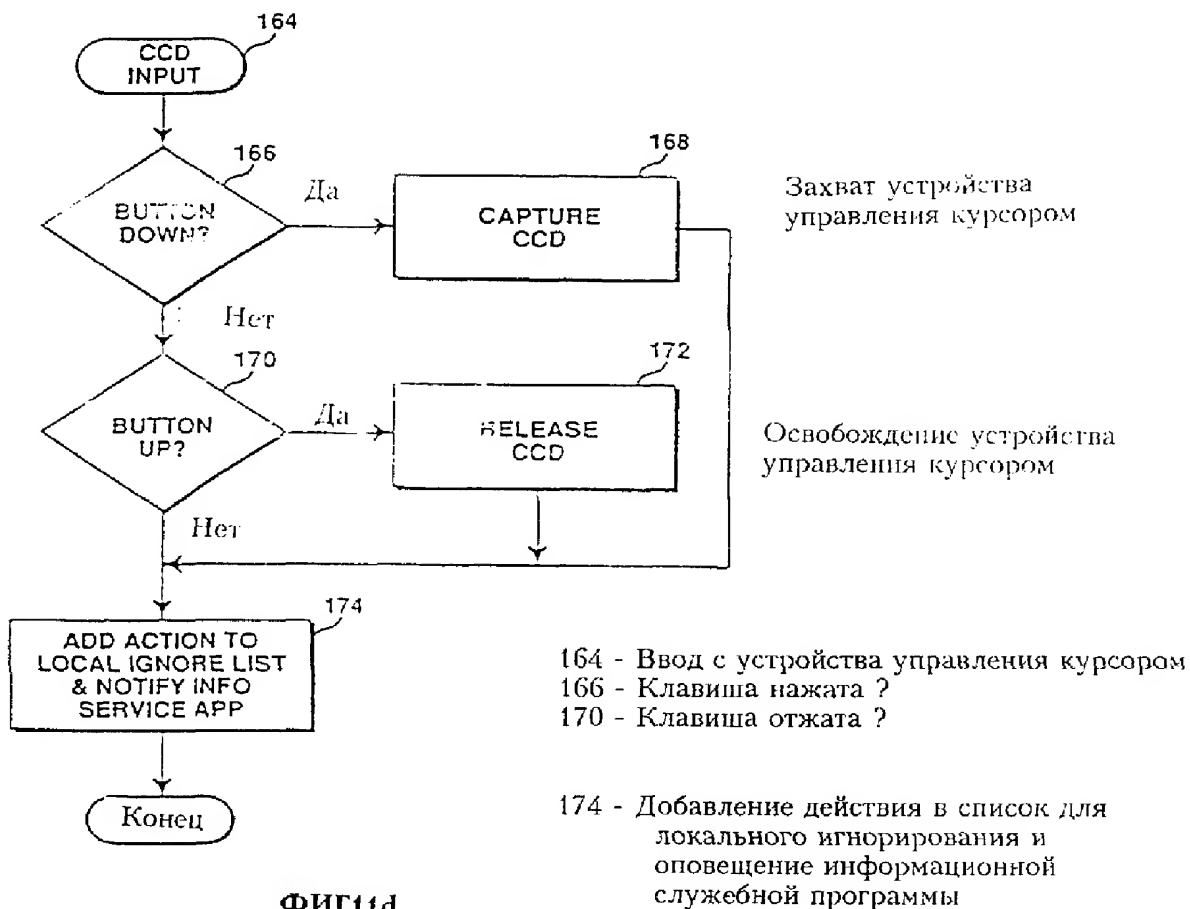 164
CCD
INPUT
166
168
Да
BUTTON
DOWN?
CAPTURE
CCD
Захват устройства
управления курсором
Нет
170
172
Да
BUTTON
UP?
RELEASE
CCD
Освобождение устройства
управления курсором
Нет
174
ADD ACTION TO
LOCAL IGNORE LIST
& NOTIFY INFO
SERVICE APP
164 - Ввод с устройства управления курсором
166 - Клавиша нажата ?
170 - Клавиша отжата ?
Конец
174 - Добавление действия в список для
локального игнорирования и
оповещение информационной
служебной программы
ФИГ11d